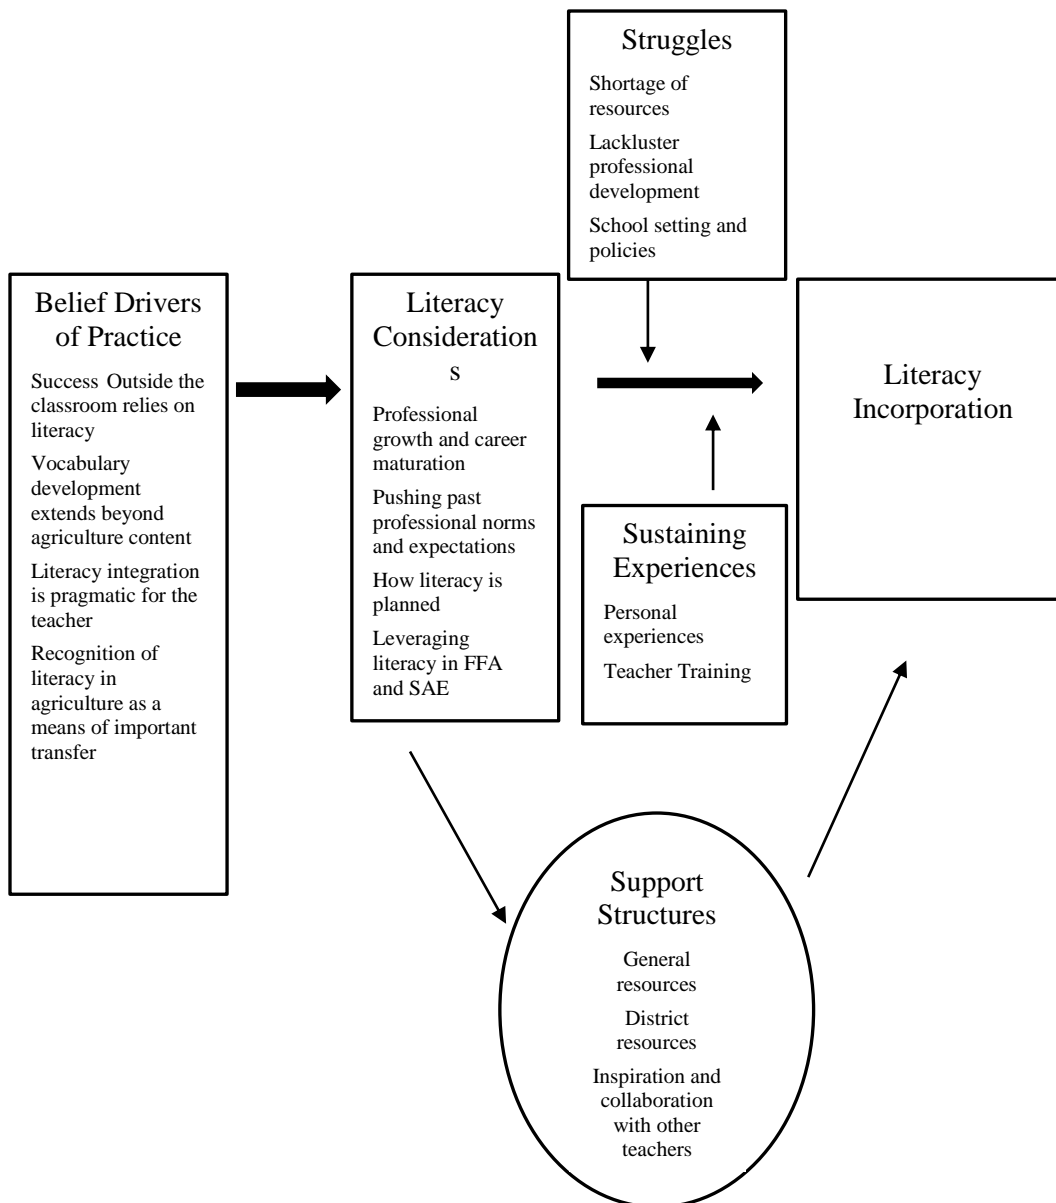 Struggles
Shortage of
resources
Lackluster
professional
development
School setting and
policies
Belief Drivers
of Practice
Success Outside the
classroom relies on
literacy
Vocabulary
development
extends beyond
agriculture content
Literacy integration
is pragmatic for the
teacher
Recognition of
literacy in
agriculture as a
means of important
transfer
Literacy
Consideration
s
Professional
growth and career
maturation
Pushing past
professional norms
and expectations
How literacy is
planned
Leveraging
literacy in FFA
and SAE
Literacy
Incorporation
Sustaining
Experiences
Personal
experiences
Teacher Training
Support
Structures
General
resources
District
resources
Inspiration and
collaboration
with other
teachers